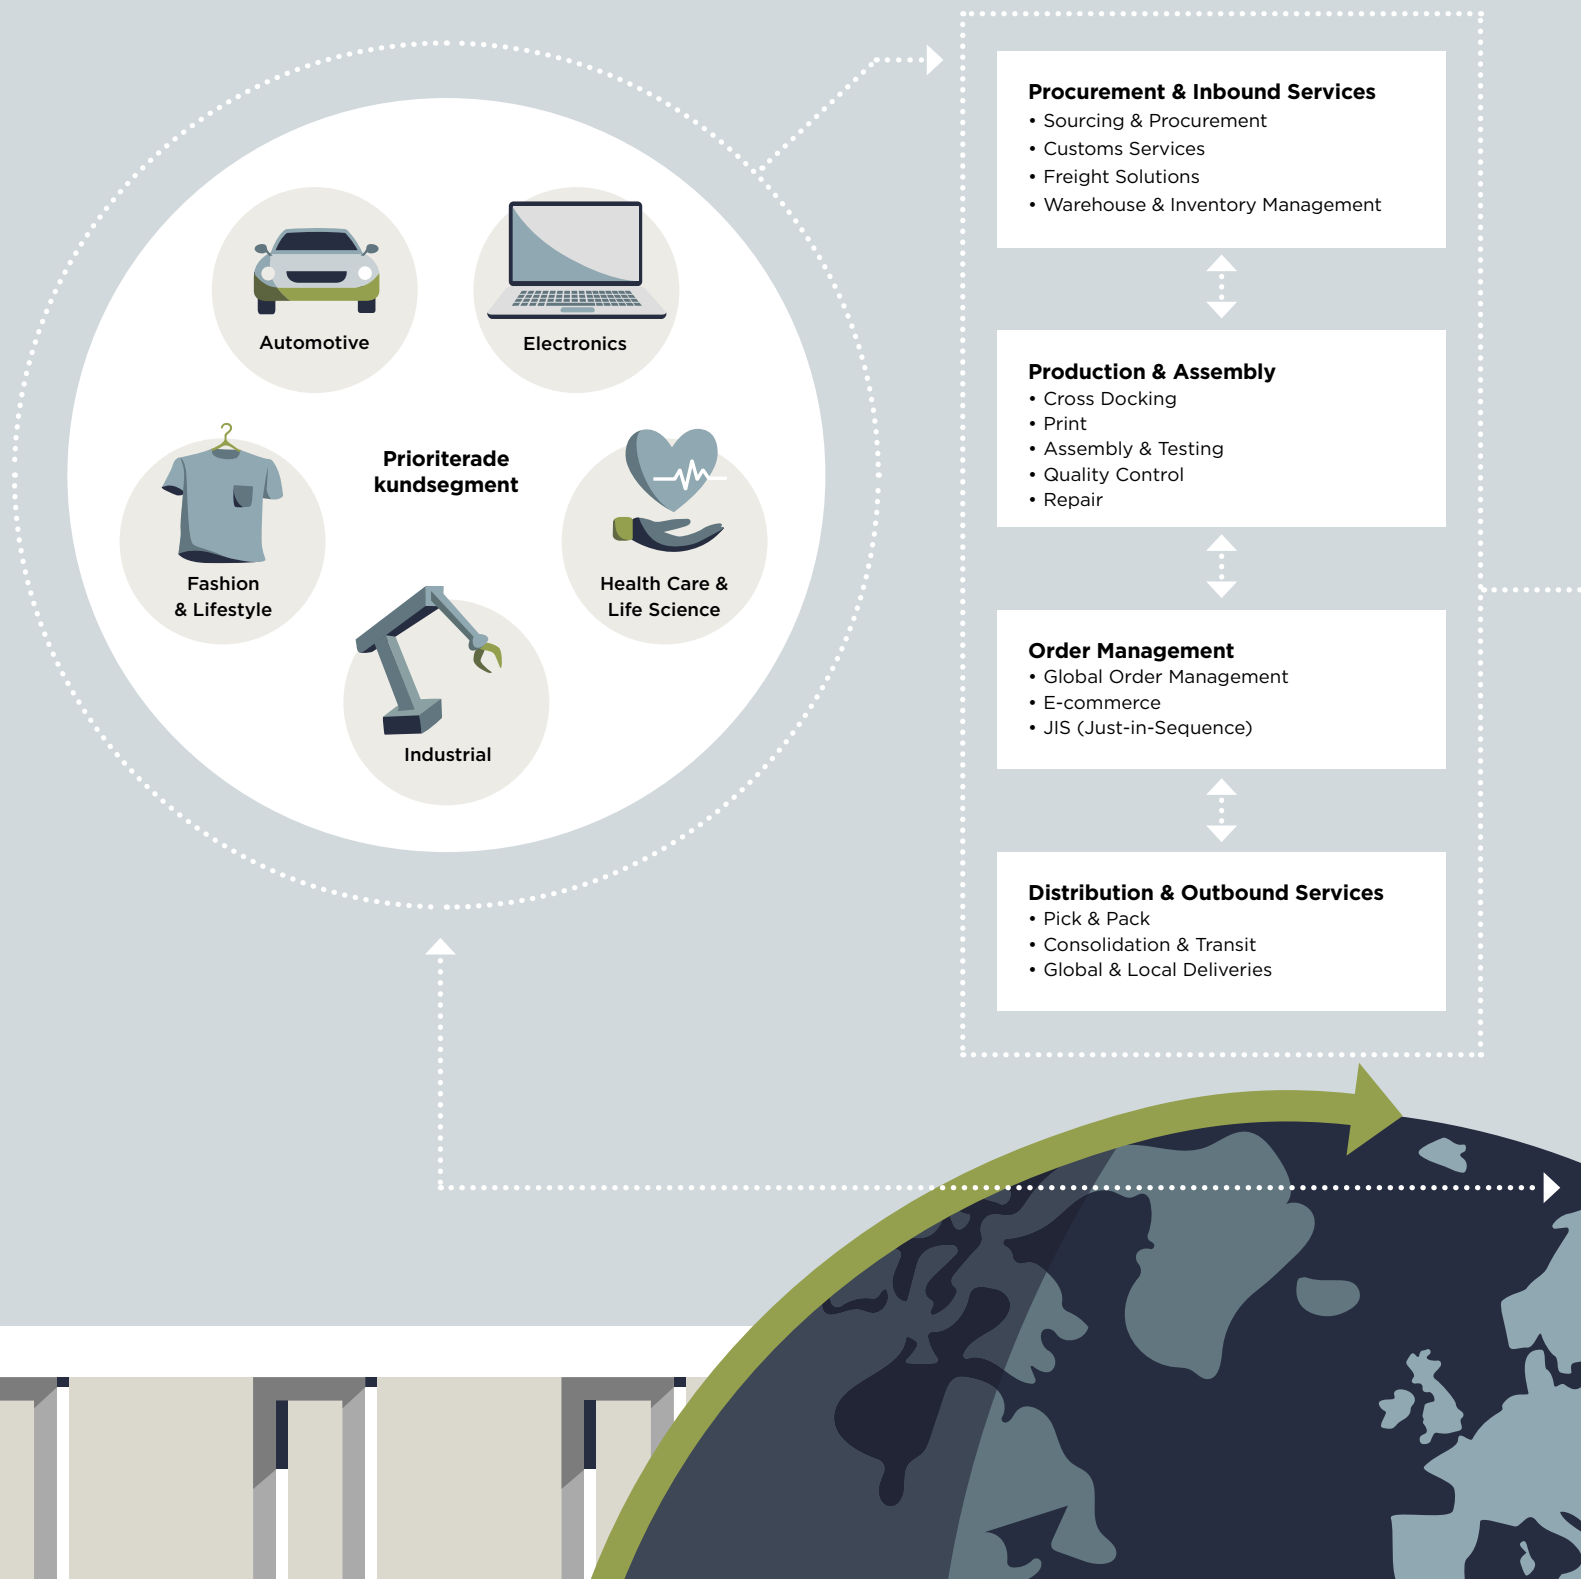 Automotive
Electronics
Prioriterade
kundsegment
Fashion
& Lifestyle
Health Care &
Life Science
Industrial
Procurement & Inbound Services
• Sourcing & Procurement
• Customs Services
• Freight Solutions
• Warehouse & Inventory Management
Production & Assembly
• Cross Docking
• Print
• Assembly & Testing
• Quality Control
• Repair
Order Management
• Global Order Management
• E-commerce
• JIS (Just-in-Sequence)
Distribution & Outbound Services
• Pick & Pack
• Consolidation & Transit
• Global & Local Deliveries